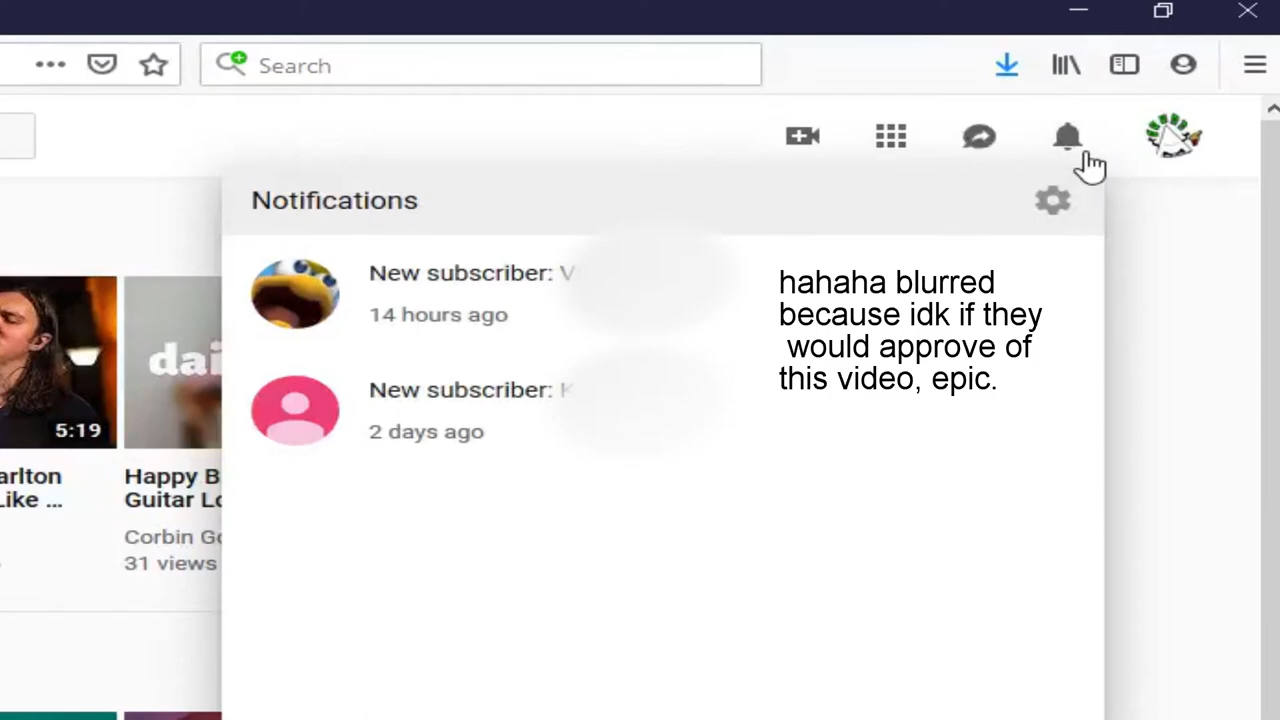 Search
Notifications
New subscriber: V
14 hours ago
hahaha blurred
because idk if they
would approve of
this video, epic.
New subscriber: K
2 days ago
5:19
dai
arlton
Like ...
Happy B
Guitar Lo
Corbin Go
31 views